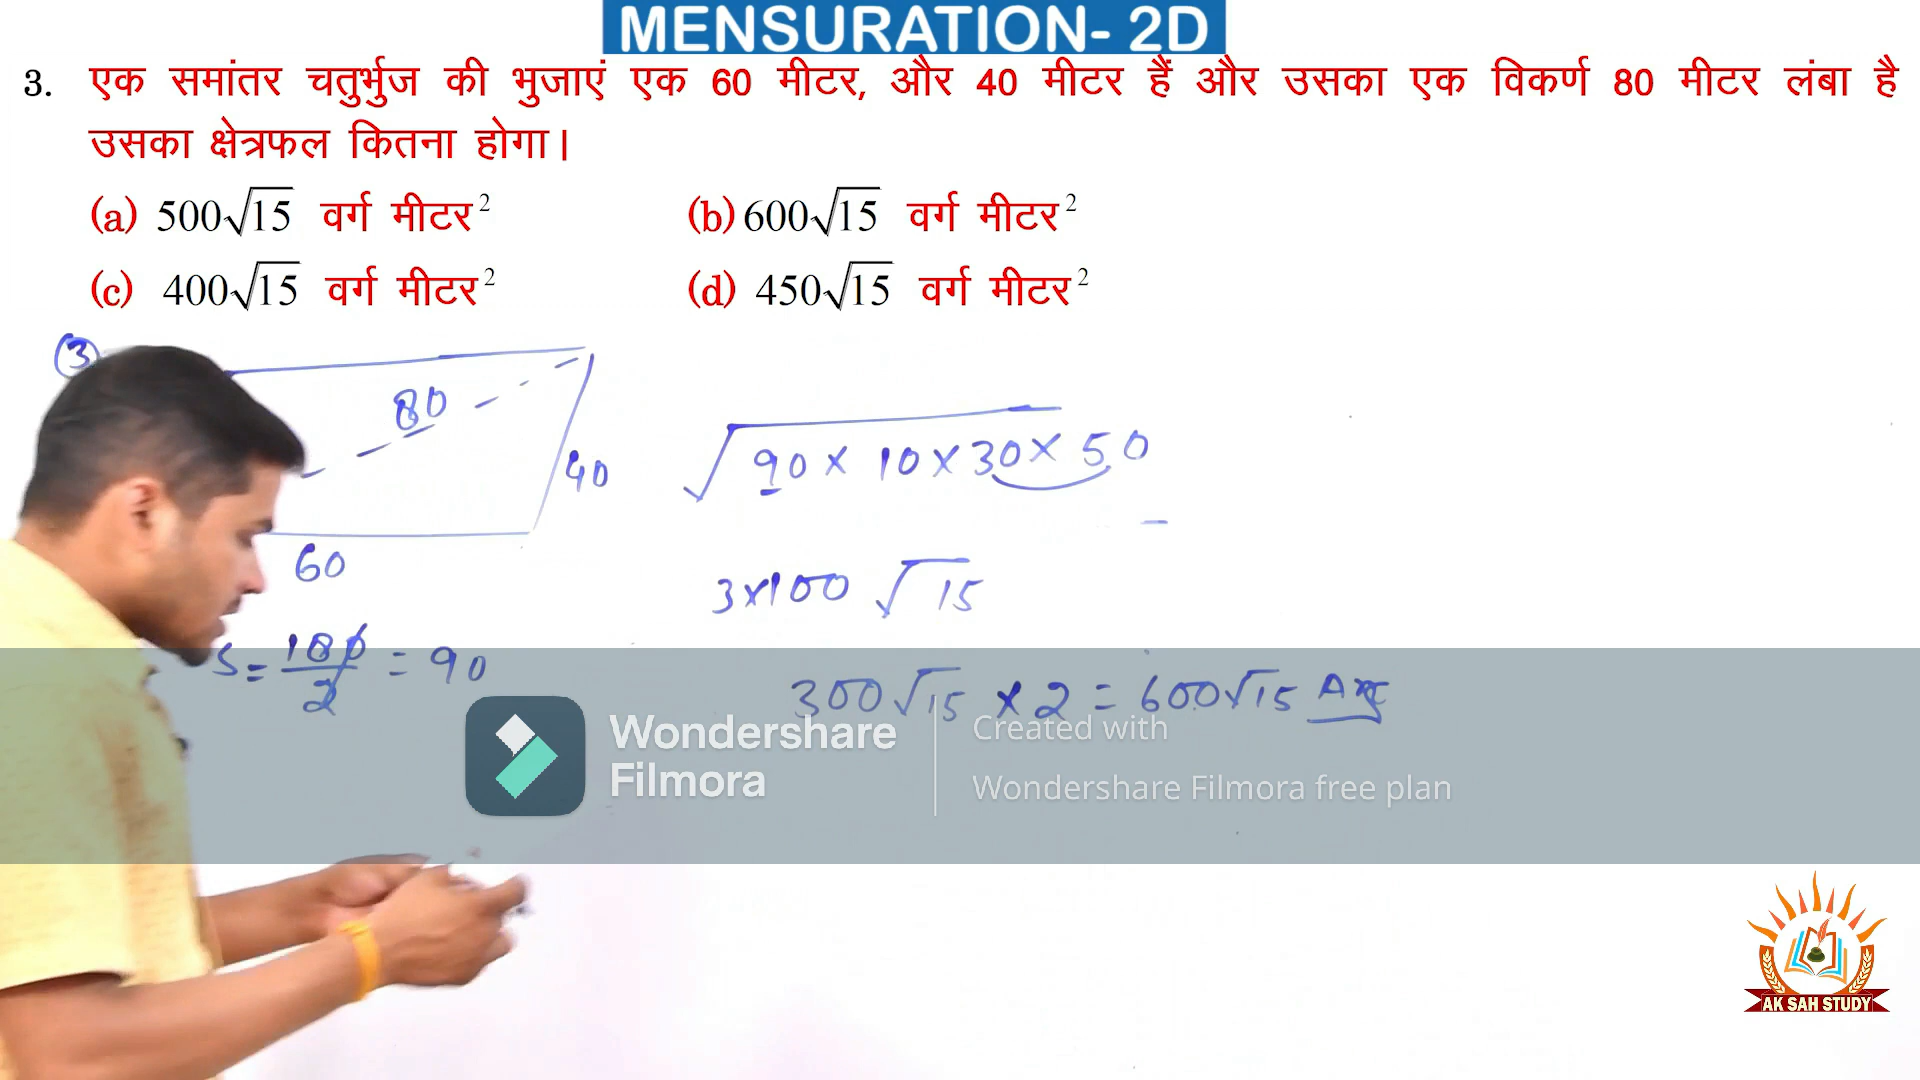 MENSURATION- 2D
3. एक समांतर चतुर्भुज की भुजाएं एक 60 मीटर, और 40 मीटर हैं और उसका एक विकर्ण 80 मीटर लंबा है
उसका क्षेत्रफल कितना होगा।
(a) 500√15 वर्ग मीटर² (b) 600√15 वर्ग मीटर²
(c) 400√15 वर्ग मीटर² (d) 450√15 वर्ग मीटर²
3
80
40
60
√90 × 10 × 30 × 50
3×100 √15
S = 180/2 = 90
300√15 × 2 = 600√15 Ans
Wondershare
Filmora
Created with
Wondershare Filmora free plan
AK SAH STUDY